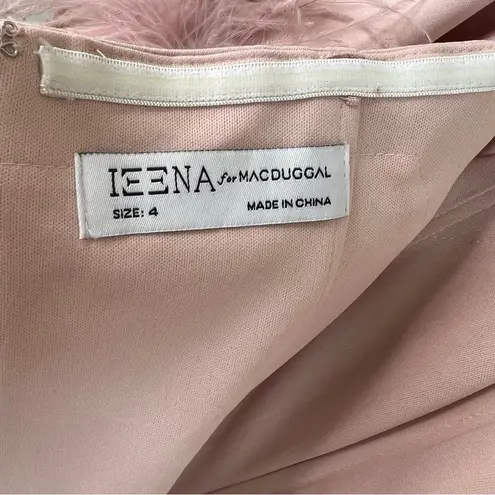 IEENA for MAC DUGGAL
SIZE: 4 MADE IN CHINA